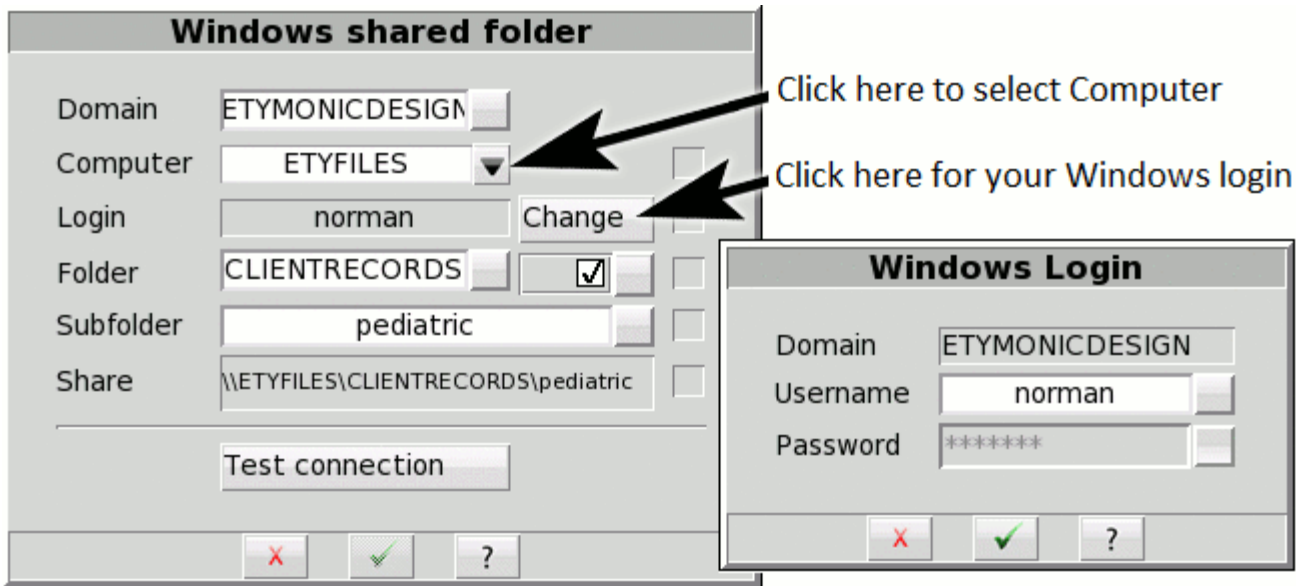 Windows shared folder
Domain ETYMONICDESIGN
Click here to select Computer
Computer ETYFILES
Click here for your Windows login
Login norman Change
Folder CLIENTRECORDS
Subfolder pediatric
Share \\ETYFILES\CLIENTRECORDS\pediatric
Test connection
X ?
Windows Login
Domain ETYMONICDESIGN
Username norman
Password *******
X ?